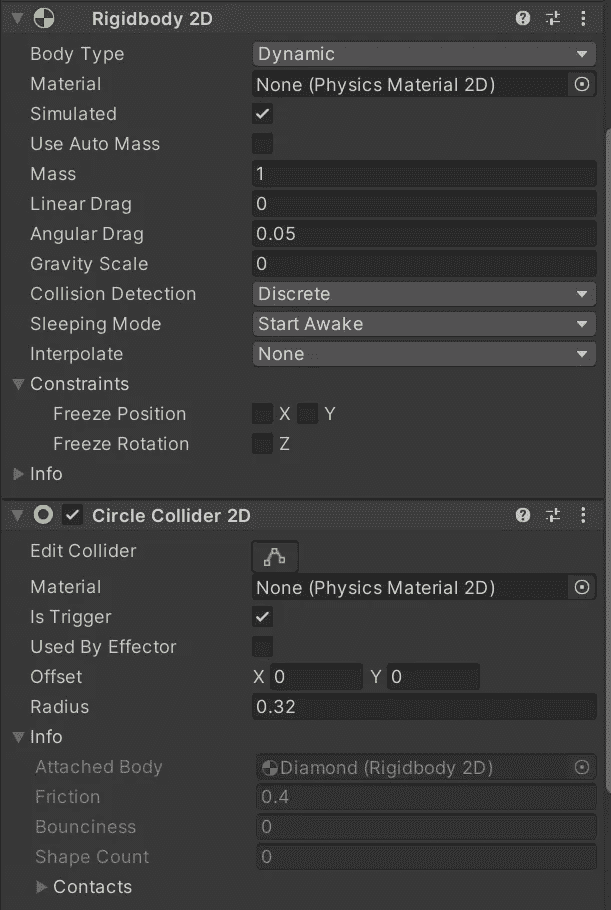 Rigidbody 2D
Body Type Dynamic
Material None (Physics Material 2D)
Simulated
Use Auto Mass
Mass 1
Linear Drag 0
Angular Drag 0.05
Gravity Scale 0
Collision Detection Discrete
Sleeping Mode Start Awake
Interpolate None
Constraints
Freeze Position X Y
Freeze Rotation Z
Info
Circle Collider 2D
Edit Collider
Material None (Physics Material 2D)
Is Trigger
Used By Effector
Offset X 0 Y 0
Radius 0.32
Info
Attached Body Diamond (Rigidbody 2D)
Friction 0.4
Bounciness 0
Shape Count 0
Contacts